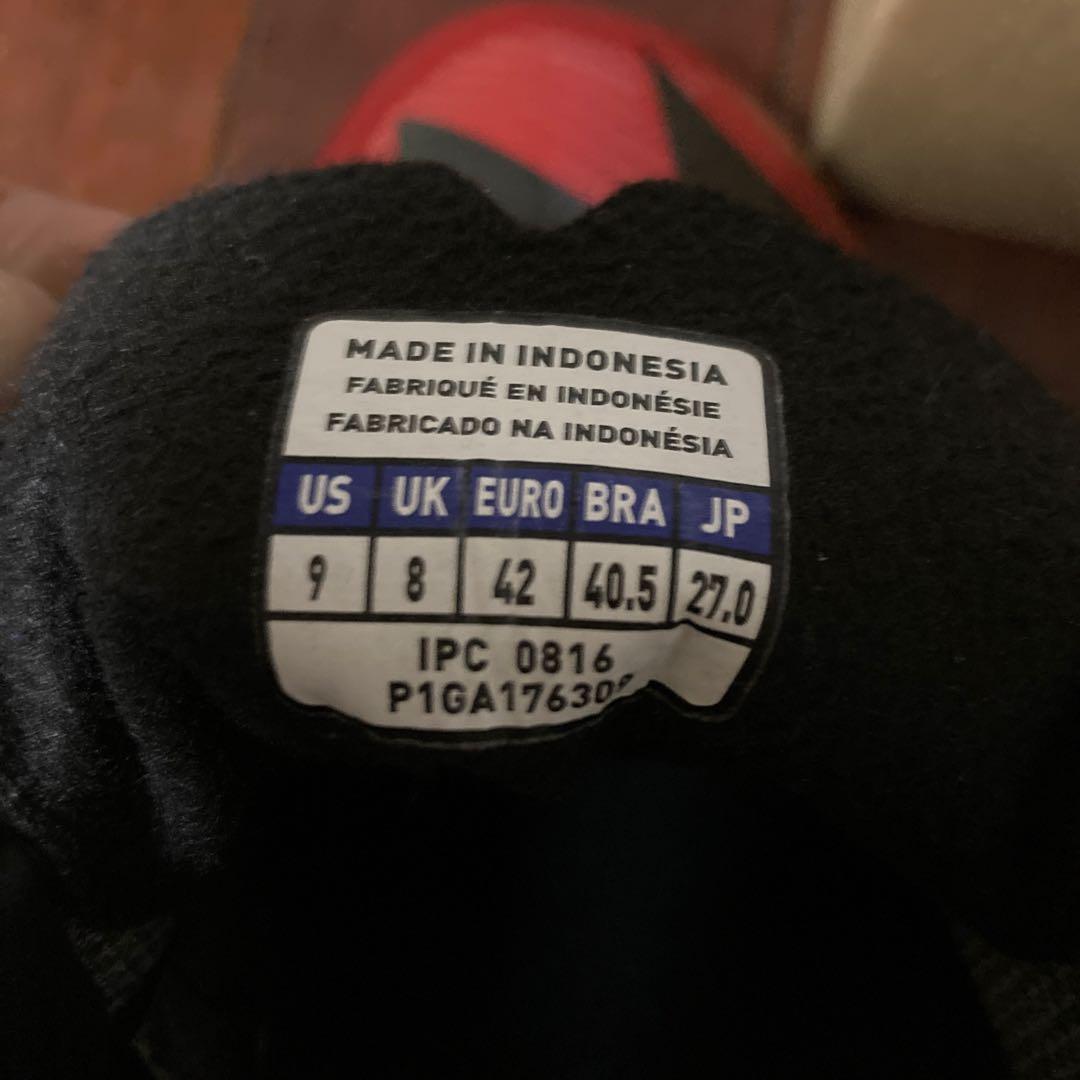 MADE IN INDONESIA
FABRIQUÉ EN INDONÉSIE
FABRICADO NA INDONÉSIA
US UK EURO BRA JP
9 8 42 40.5 27.0
IPC 0816